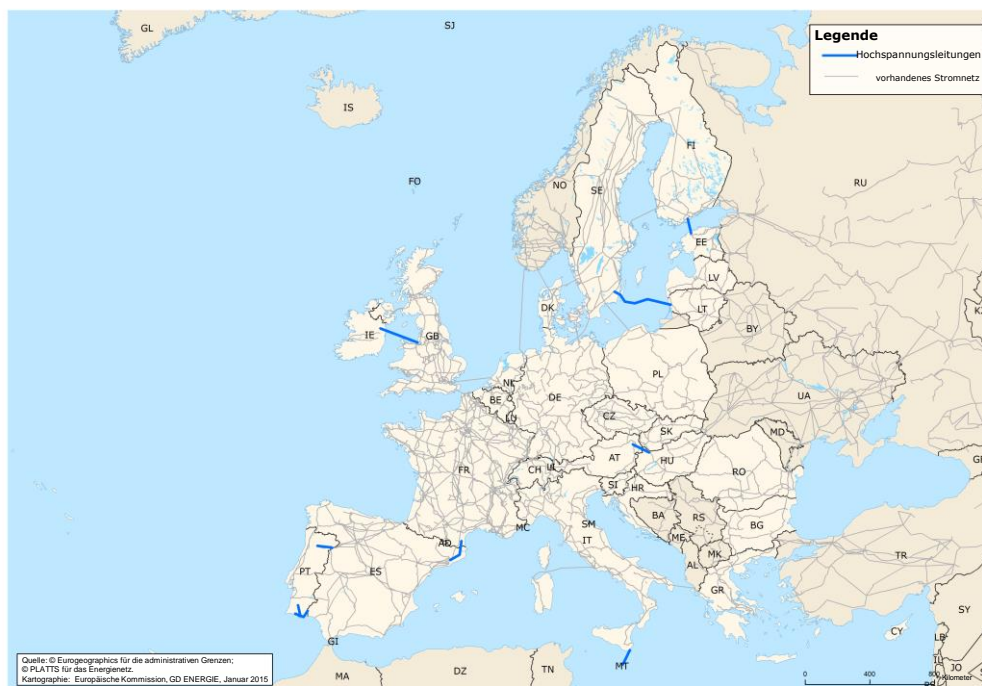 GL
SJ
Legende
Hochspannungsleitungen
vorhandenes Stromnetz
IS
FI
FO
NO
SE
RU
EE
LV
DK
LT
IE
GB
BY
NL
PL
BE
DE
LU
CZ
UA
SK
MD
AT
FR
CH
HU
RO
SI
HR
BA
RS
MC
SM
BG
AD
IT
ME
MK
PT
ES
AL
TR
GR
GI
SY
CY
LB
MT
IL
MA
DZ
TN
JO
Quelle: © Eurogeographics für die administrativen Grenzen;
© PLATTS für das Energienetz.
Kartographie: Europäische Kommission, GD ENERGIE, Januar 2015
0 400 800
Kilometer